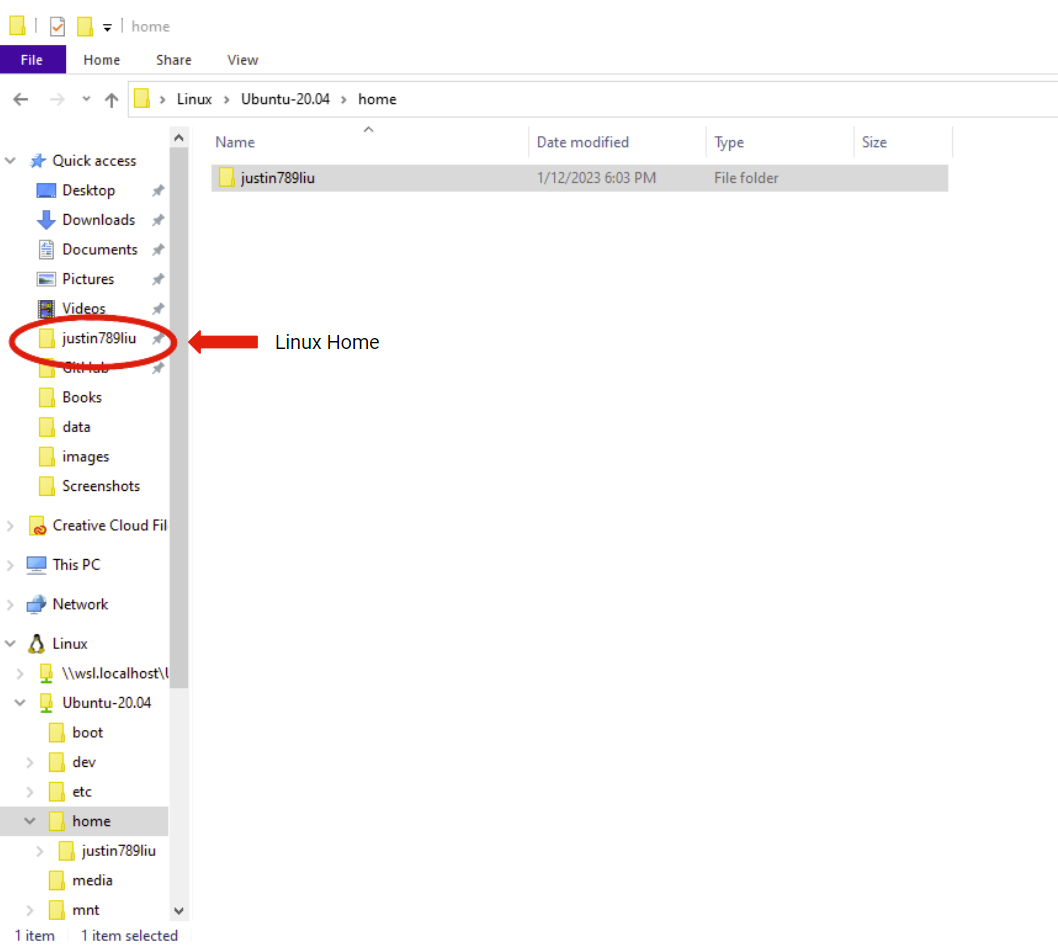 home
File Home Share View
Linux Ubuntu-20.04 home
Name Date modified Type Size
Quick access
justin789liu 1/12/2023 6:03 PM File folder
Desktop
Downloads
Documents
Pictures
Videos
justin789liu Linux Home
GitHub
Books
data
images
Screenshots
Creative Cloud Fil
This PC
Network
Linux
\\wsl.localhost\U
Ubuntu-20.04
boot
dev
etc
home
justin789liu
media
mnt
1 item 1 item selected